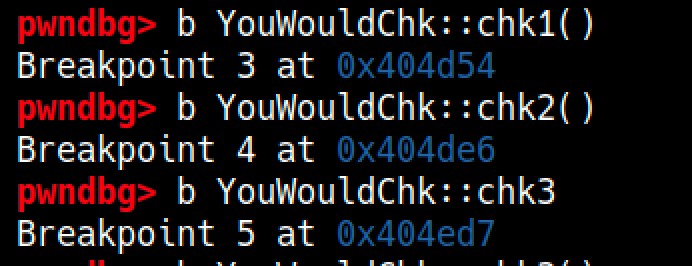 pwndbg> b YouWouldChk::chk1()
Breakpoint 3 at 0x404d54
pwndbg> b YouWouldChk::chk2()
Breakpoint 4 at 0x404de6
pwndbg> b YouWouldChk::chk3
Breakpoint 5 at 0x404ed7